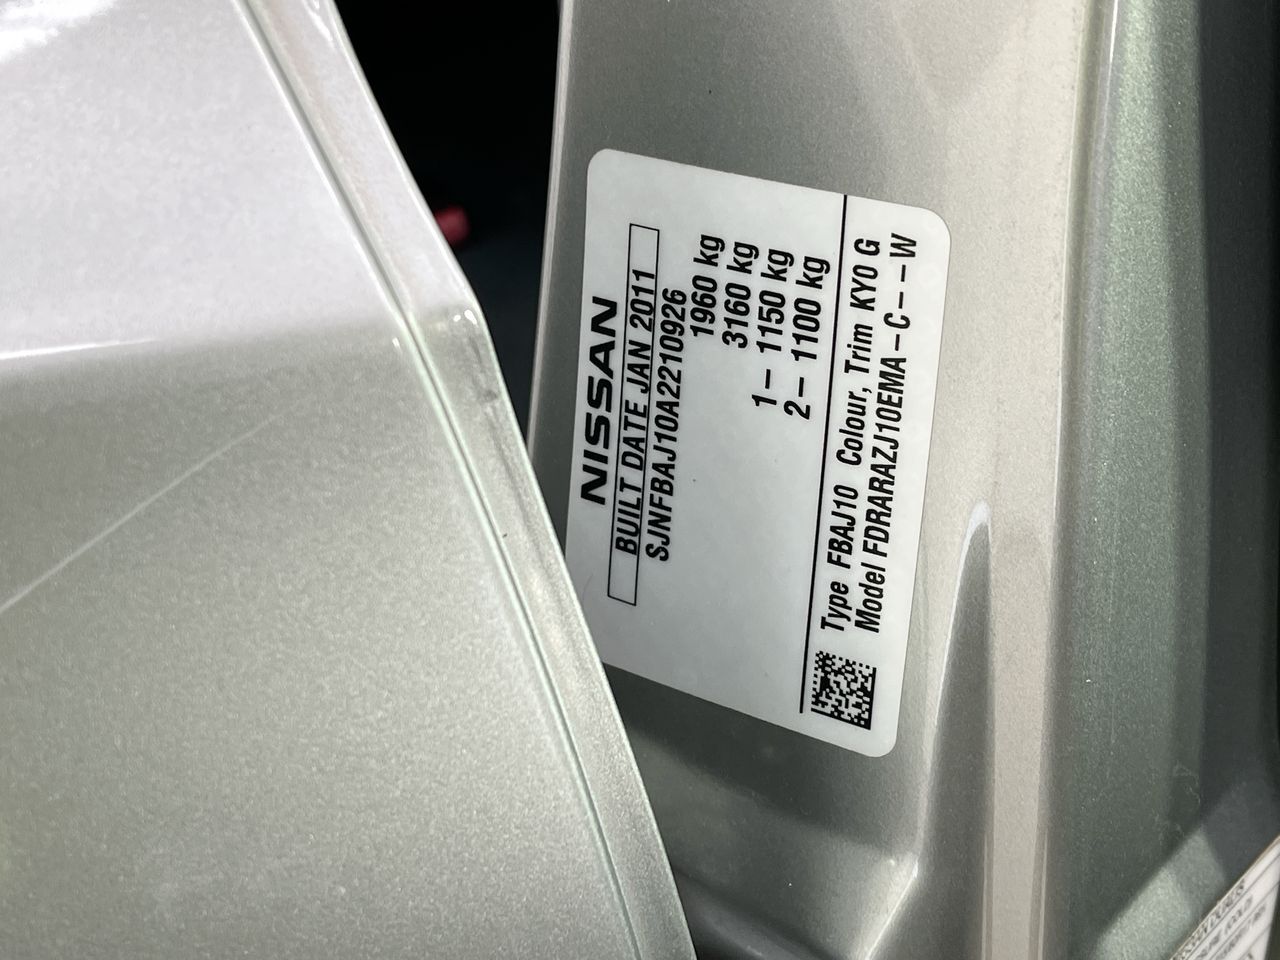 NISSAN
BUILT DATE JAN 2011
SJNFBAJ10A2210926
1960 kg
3160 kg
1– 1150 kg
2– 1100 kg
Type FBAJ10 Colour, Trim KY0 G
Model FDRARAZJ10EMA–C––W